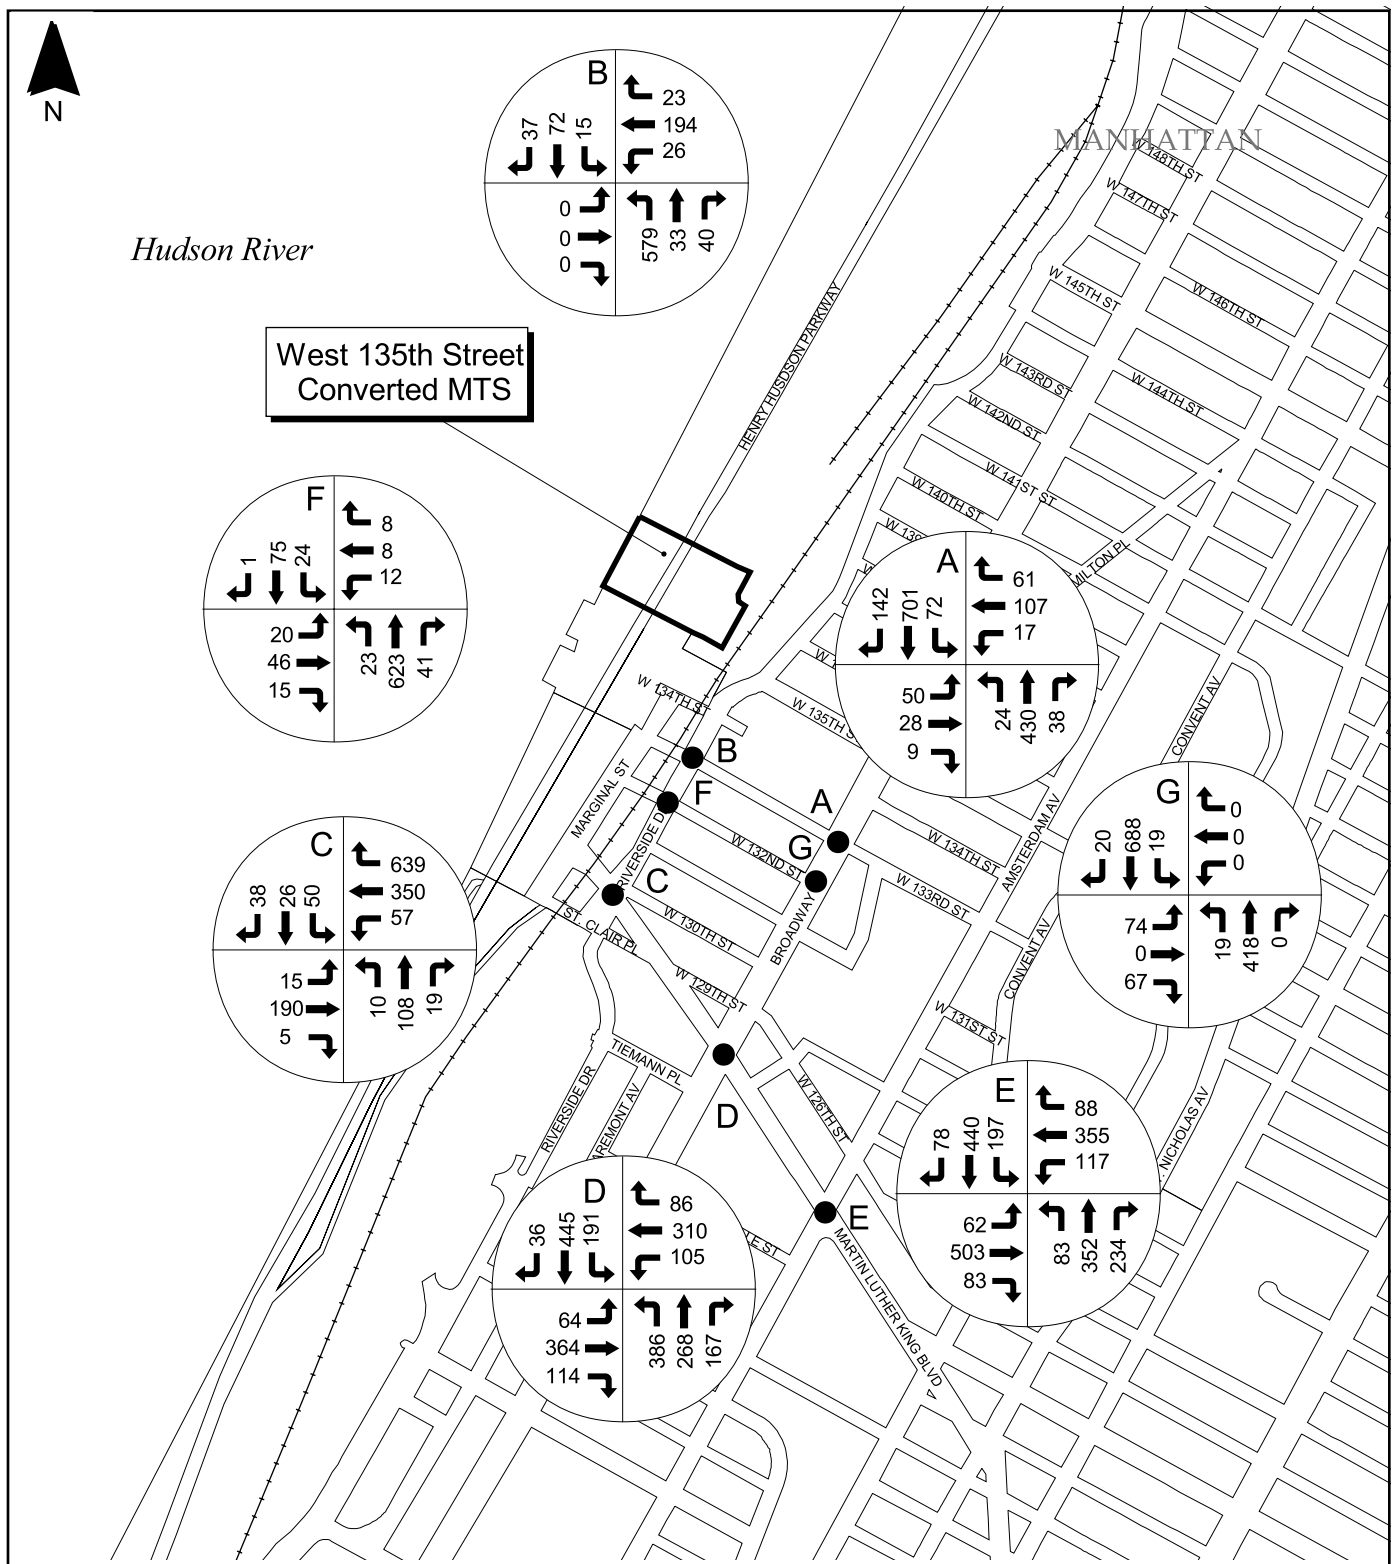 N
Hudson River
MANHATTAN
West 135th Street
Converted MTS
B
37
72
15
23
194
26
0
0
0
579
33
40
HENRY HUSDSON PARKWAY
W 148TH ST
W 147TH ST
W 145TH ST
W 146TH ST
W 143RD ST
W 144TH ST
W 142ND ST
W 141ST ST
W 140TH ST
W 139
MILTON PL
F
1
75
24
8
8
12
20
46
15
23
623
41
A
142
701
72
61
107
17
50
28
9
24
430
38
W 134TH ST
W 135TH S
CONVENT AV
MARGINAL ST
B
F
A
G
RIVERSIDE D
W 132ND ST
W 134TH ST
W 133RD ST
AMSTERDAM AV
G
20
688
19
0
0
0
74
0
67
19
418
0
C
38
26
50
639
350
57
15
190
5
10
108
19
C
ST. CLAIR PL
W 130TH ST
BROADWAY
CONVENT AV
W 129TH ST
W 131ST ST
TIEMANN PL
RIVERSIDE DR
AREMONT AV
D
W 126TH ST
NICHOLAS AV
E
78
440
197
88
355
117
62
503
83
83
352
234
D
36
445
191
86
310
105
64
364
114
386
268
167
LE ST
E
MARTIN LUTHER KING BLVD